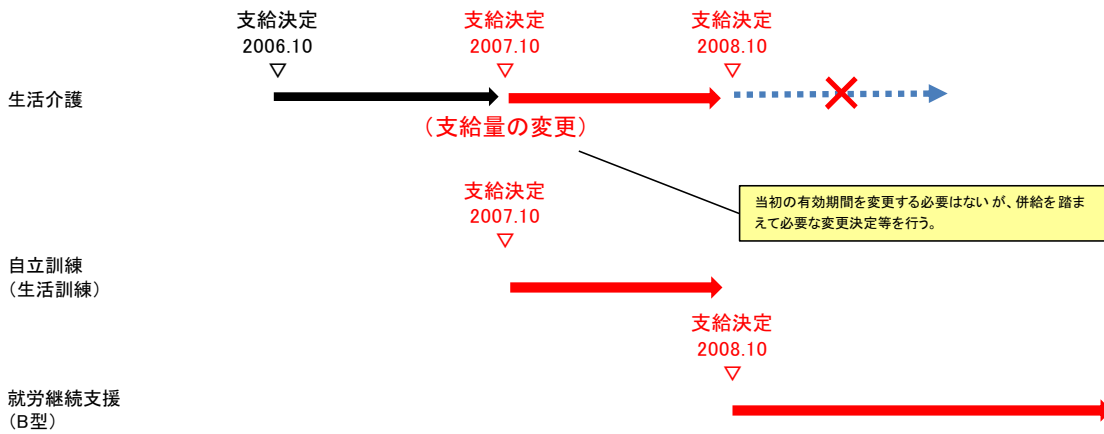 支給決定
2006.10
▽
支給決定
2007.10
▽
支給決定
2008.10
▽
生活介護
（支給量の変更）
当初の有効期間を変更する必要はないが、併給を踏ま
えて必要な変更決定等を行う。
支給決定
2007.10
▽
自立訓練
（生活訓練）
支給決定
2008.10
▽
就労継続支援
(B型)